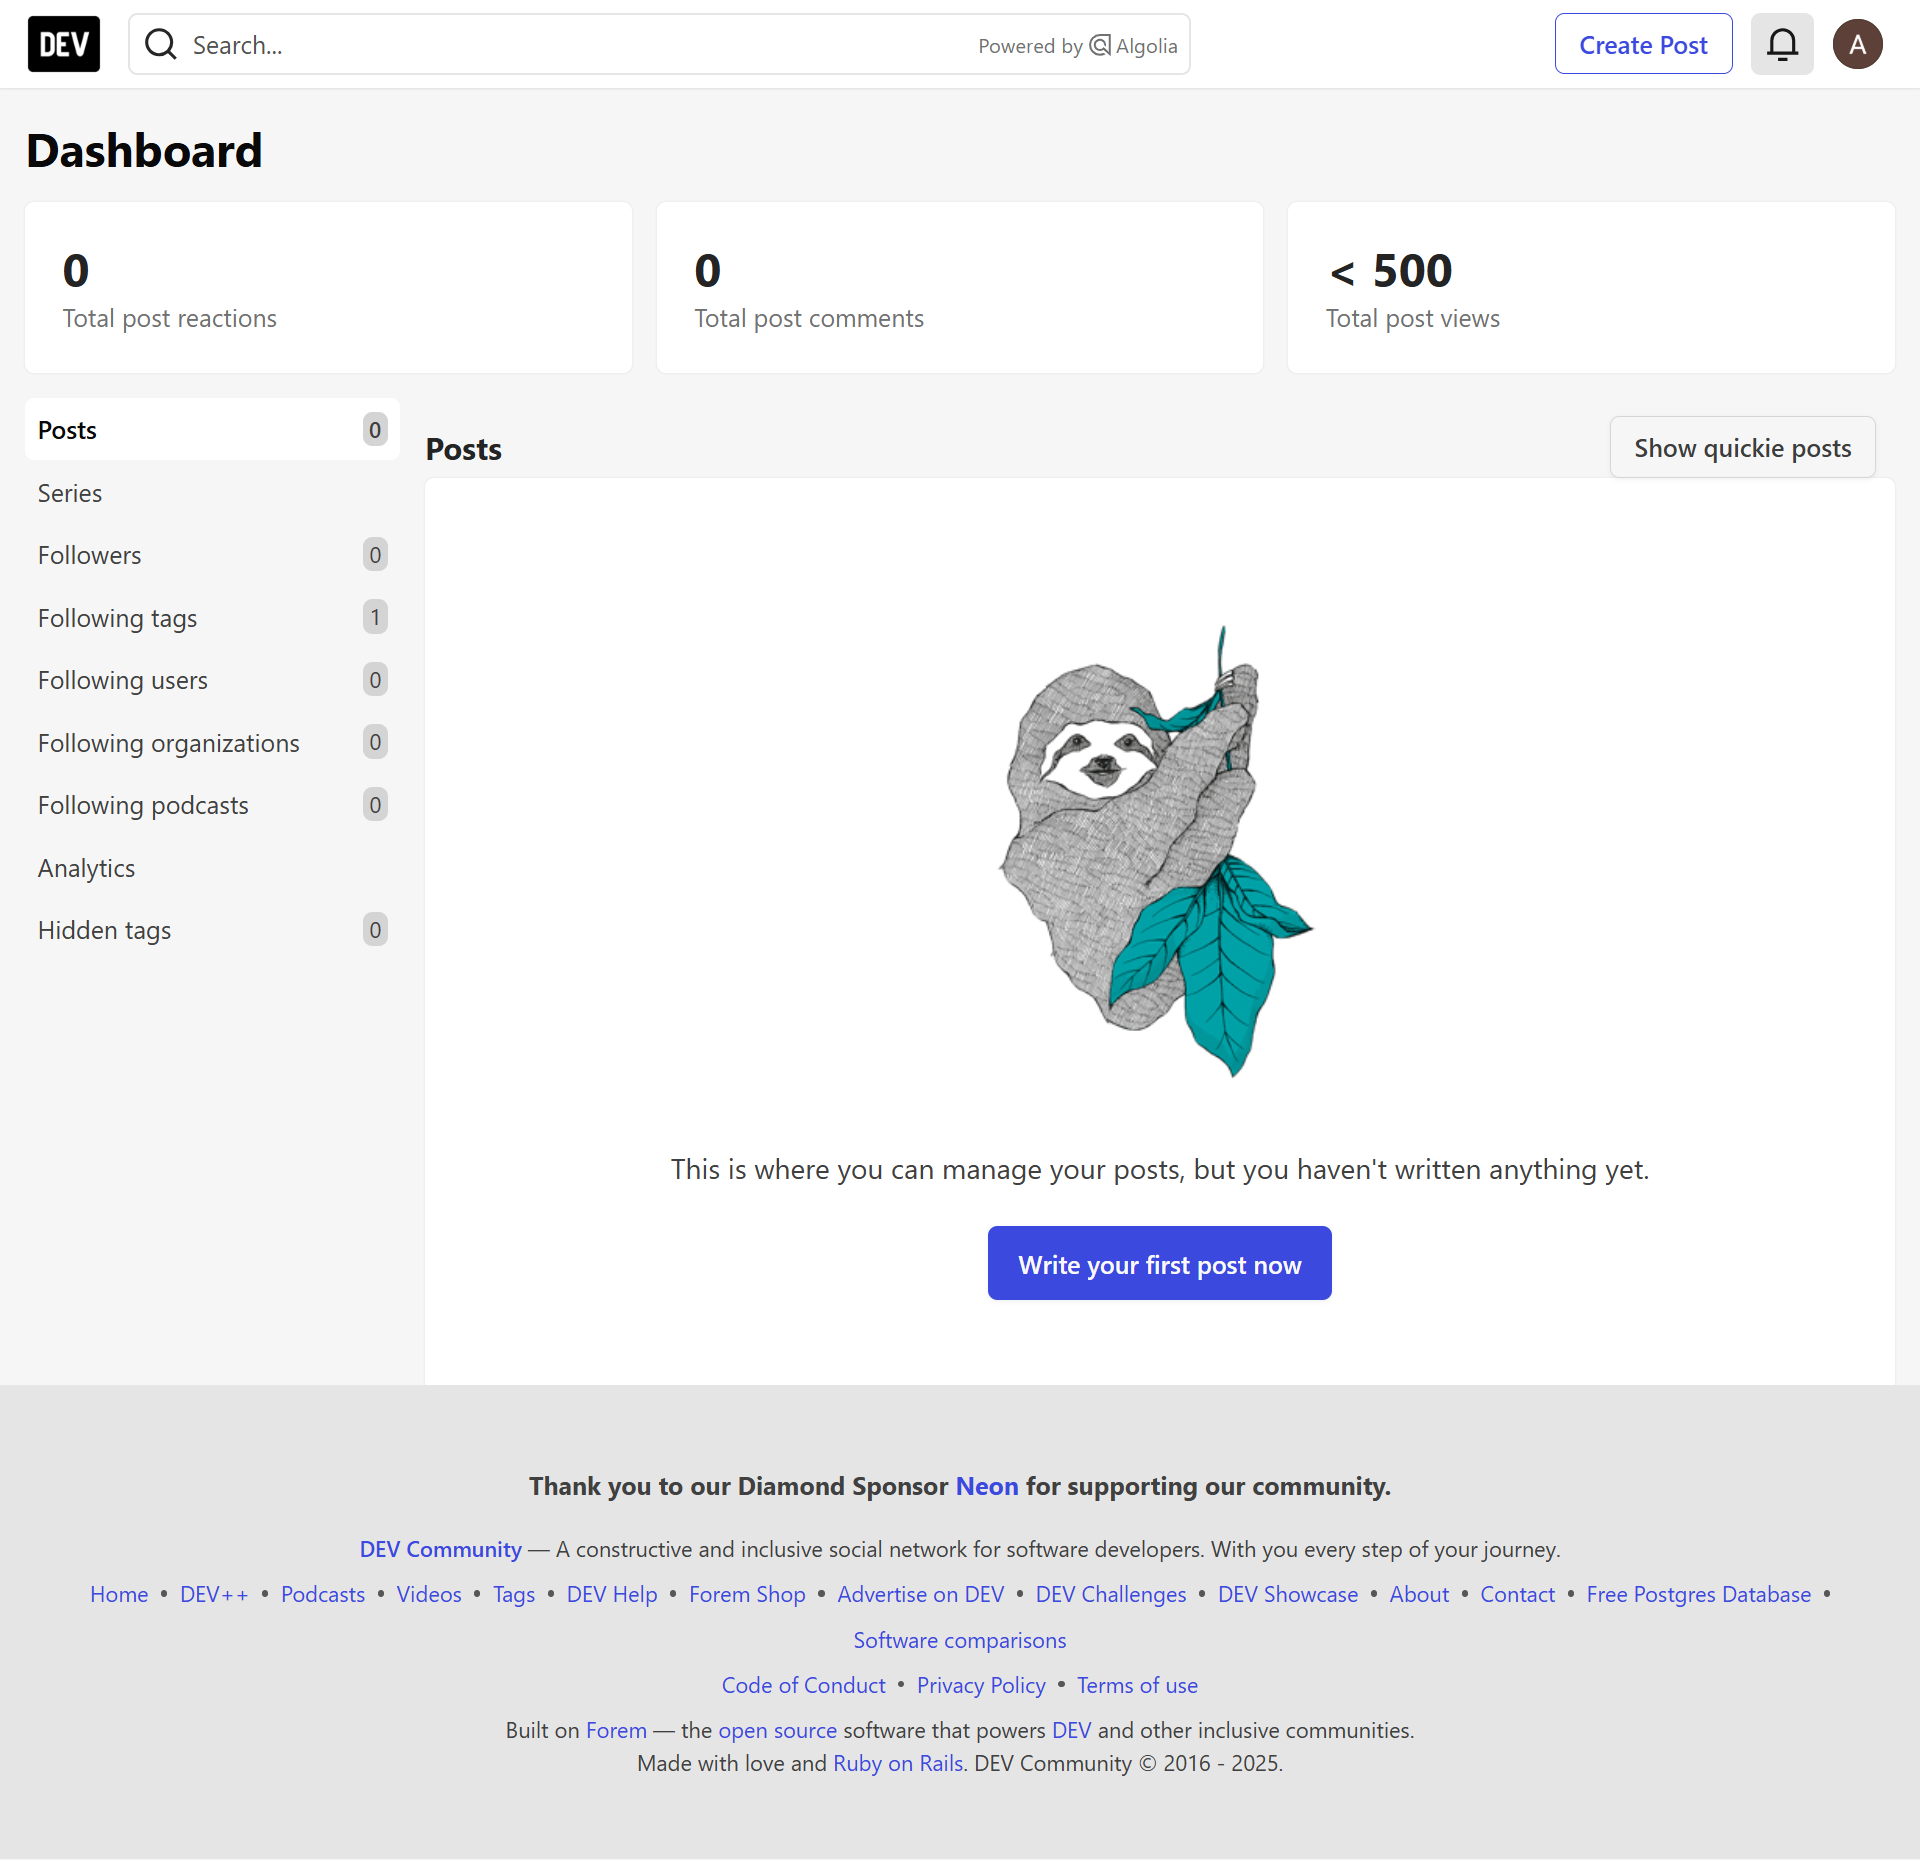 DEV
Search...
Powered by Algolia
Create Post
A
Dashboard
0
Total post reactions
0
Total post comments
< 500
Total post views
Posts 0
Series
Followers 0
Following tags 1
Following users 0
Following organizations 0
Following podcasts 0
Analytics
Hidden tags 0
Posts
Show quickie posts
This is where you can manage your posts, but you haven't written anything yet.
Write your first post now
Thank you to our Diamond Sponsor Neon for supporting our community.
DEV Community — A constructive and inclusive social network for software developers. With you every step of your journey.
Home • DEV++ • Podcasts • Videos • Tags • DEV Help • Forem Shop • Advertise on DEV • DEV Challenges • DEV Showcase • About • Contact • Free Postgres Database •
Software comparisons
Code of Conduct • Privacy Policy • Terms of use
Built on Forem — the open source software that powers DEV and other inclusive communities.
Made with love and Ruby on Rails. DEV Community © 2016 - 2025.